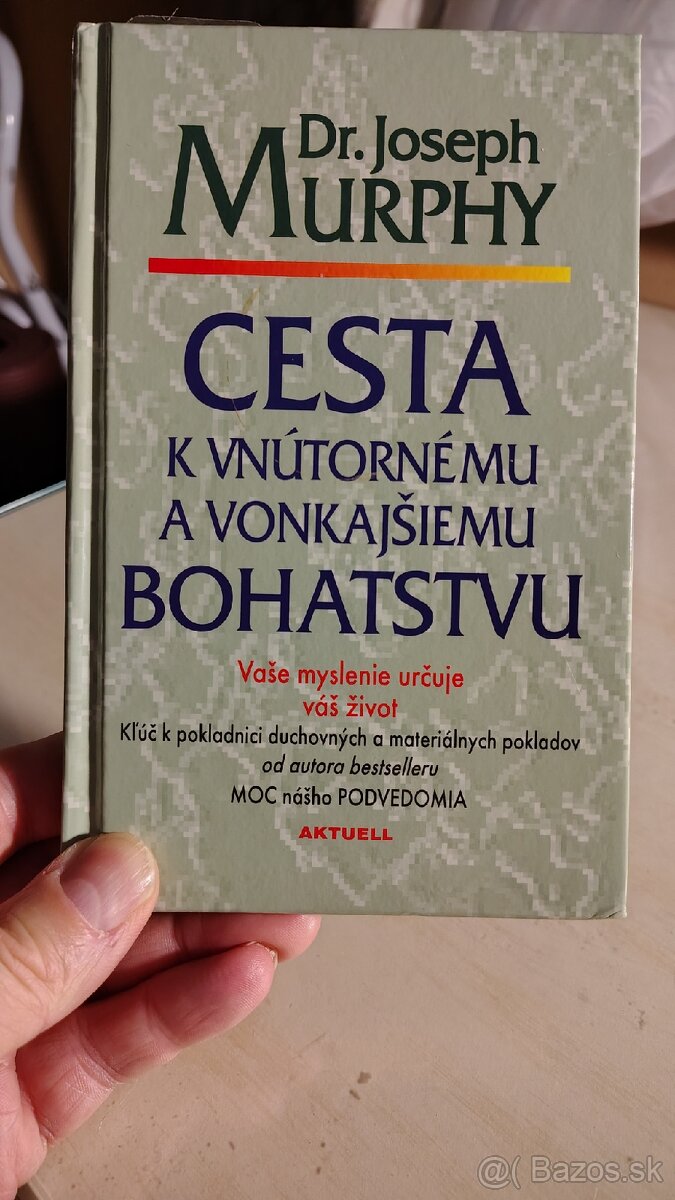 Dr. Joseph
MURPHY
CESTA
K VNÚTORNÉMU
A VONKAJŠIEMU
BOHATSTVU
Vaše myslenie určuje
váš život
Kľúč k pokladnici duchovných a materiálnych pokladov
od autora bestselleru
MOC nášho PODVEDOMIA
AKTUELL
@( Bazos.sk